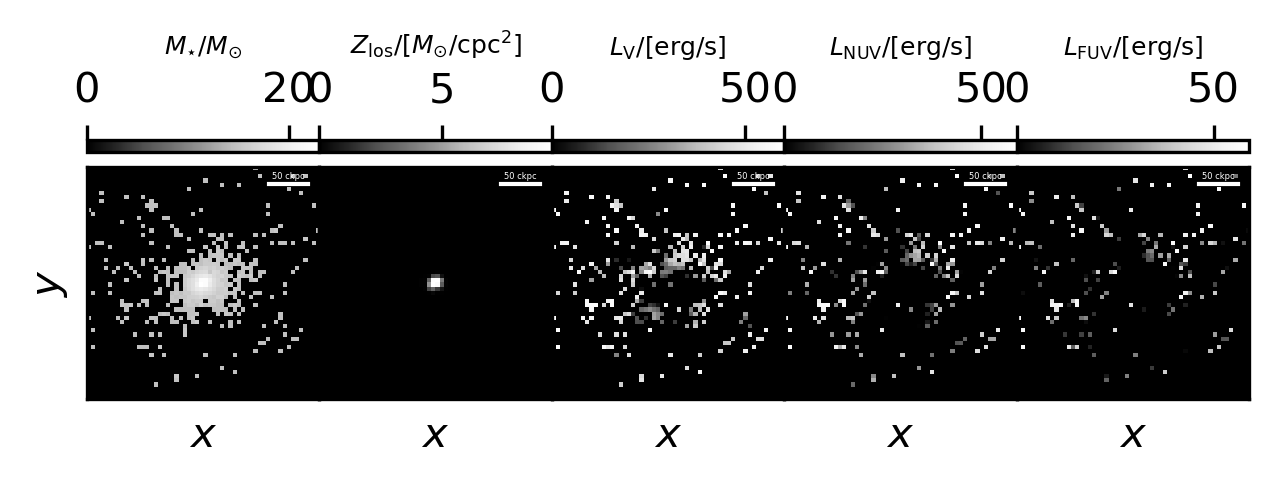 M⋆/M⊙ Z_los/[M⊙/cpc²] L_V/[erg/s] L_NUV/[erg/s] L_FUV/[erg/s]
0 20 0 5 0 500 0 500 50
50 ckpc 50 ckpc 50 ckpc 50 ckpc 50 ckpc
y
x x x x x